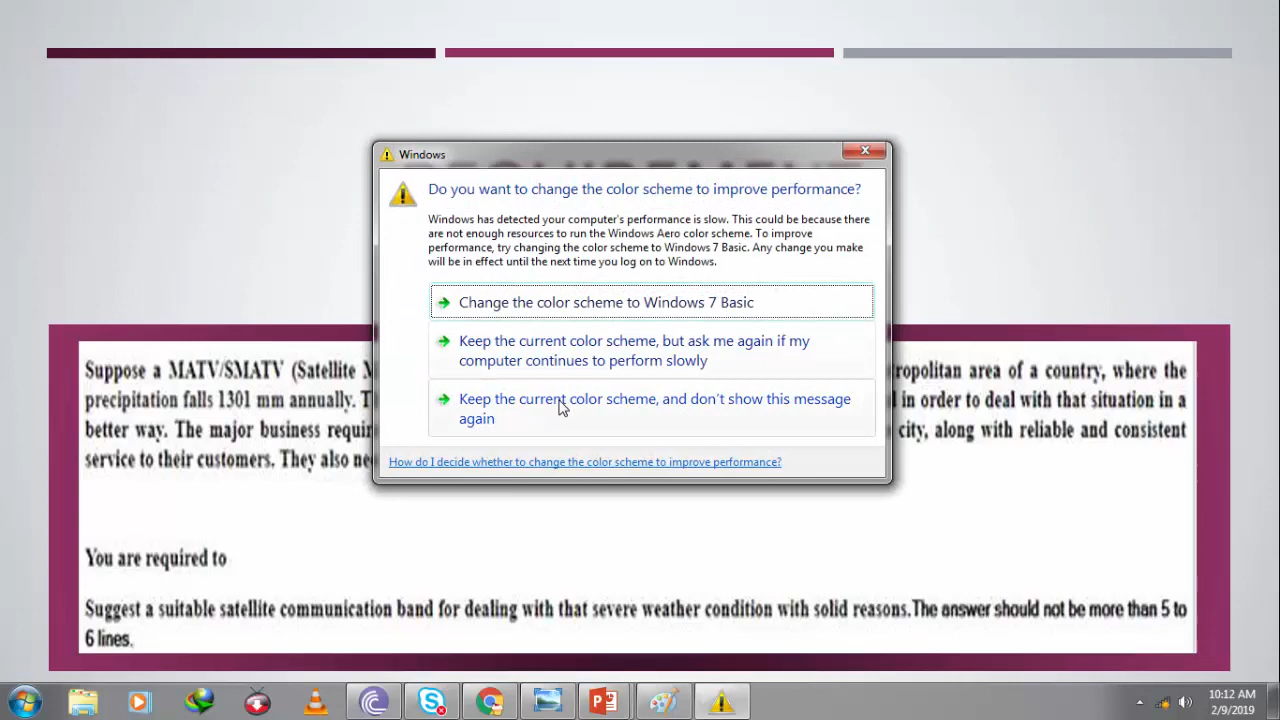 Windows
Do you want to change the color scheme to improve performance?
Windows has detected your computer's performance is slow. This could be because there
are not enough resources to run the Windows Aero color scheme. To improve
performance, try changing the color scheme to Windows 7 Basic. Any change you make
will be in effect until the next time you log on to Windows.
Change the color scheme to Windows 7 Basic
Keep the current color scheme, but ask me again if my
computer continues to perform slowly
Keep the current color scheme, and don't show this message
again
How do I decide whether to change the color scheme to improve performance?
Suppose a MATV/SMATV (Satellite ropolitan area of a country, where the
precipitation falls 1301 mm annually. in order to deal with that situation in a
better way. The major business city, along with reliable and consistent
service to their customers. They also
You are required to
Suggest a suitable satellite communication band for dealing with that severe weather condition with solid reasons.The answer should not be more than 5 to
6 lines.
10:12 AM
2/9/2019